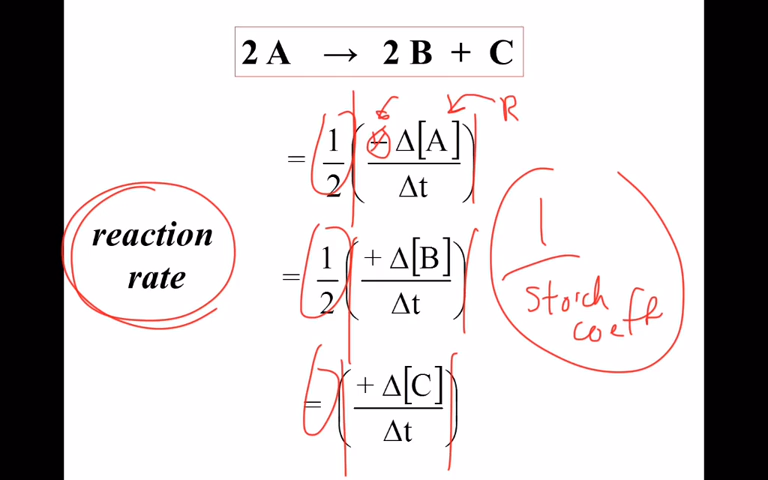 2 A → 2 B + C
= 1/2 ( − Δ[A] / Δt )
R
reaction
rate
= 1/2 ( + Δ[B] / Δt )
1
Stoich
coeff
= ( + Δ[C] / Δt )